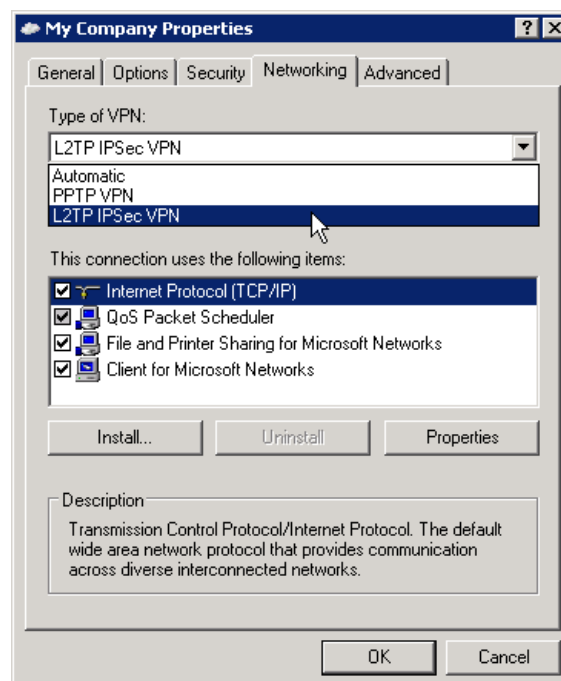 My Company Properties
General Options Security Networking Advanced
Type of VPN:
L2TP IPSec VPN
Automatic
PPTP VPN
L2TP IPSec VPN
This connection uses the following items:
Internet Protocol (TCP/IP)
QoS Packet Scheduler
File and Printer Sharing for Microsoft Networks
Client for Microsoft Networks
Install... Uninstall Properties
Description
Transmission Control Protocol/Internet Protocol. The default
wide area network protocol that provides communication
across diverse interconnected networks.
OK Cancel